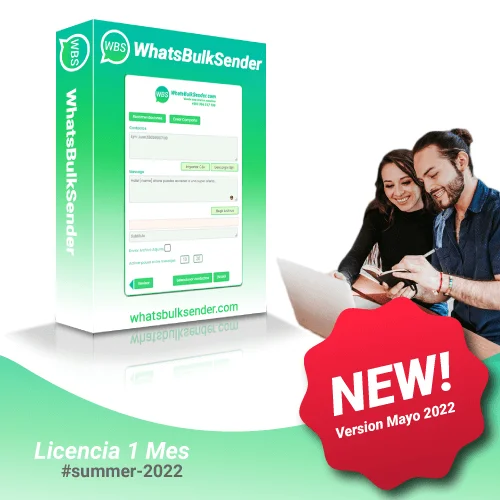 WBS
WhatsBulkSender
WBS
WhatsBulkSender
WBS
WhatsBulkSender.com
Contactos
Importar CSV
Mensaje
whatsbulksender.com
NEW!
Version Mayo 2022
Licencia 1 Mes
#summer-2022